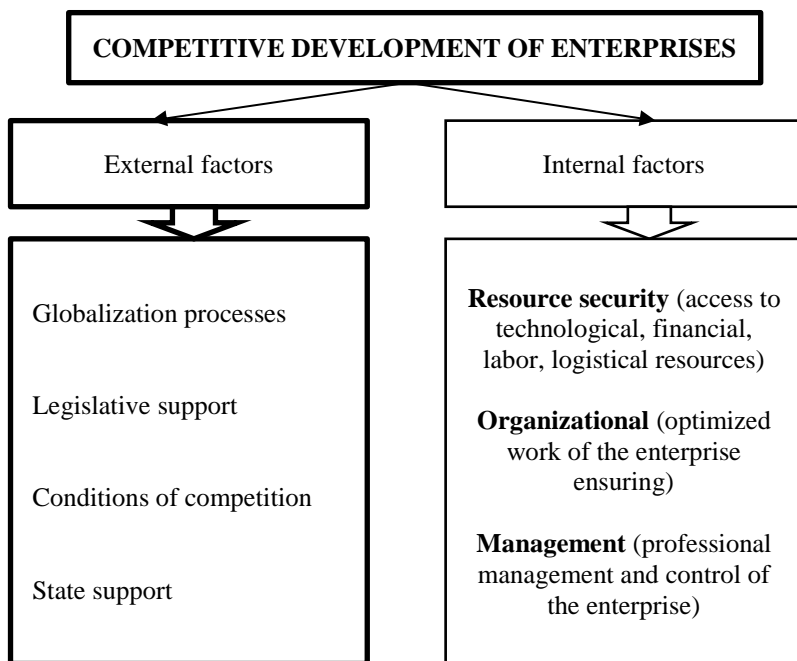 COMPETITIVE DEVELOPMENT OF ENTERPRISES
External factors
Globalization processes
Legislative support
Conditions of competition
State support
Internal factors
Resource security (access to
technological, financial,
labor, logistical resources)
Organizational (optimized
work of the enterprise
ensuring)
Management (professional
management and control of
the enterprise)